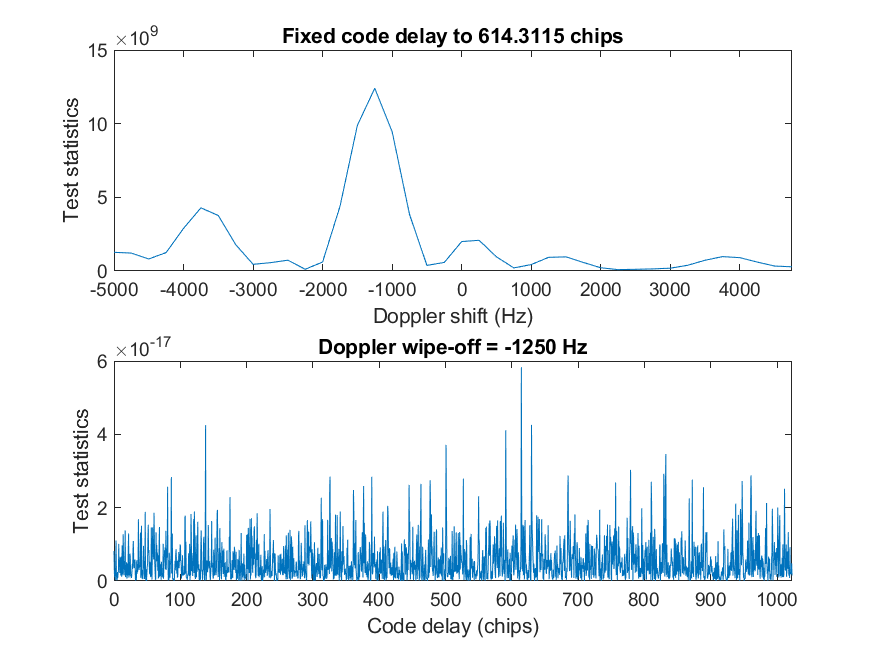 ×10^9
Fixed code delay to 614.3115 chips
Test statistics
15
10
5
0
-5000 -4000 -3000 -2000 -1000 0 1000 2000 3000 4000
Doppler shift (Hz)
×10^-17
Doppler wipe-off = -1250 Hz
Test statistics
6
4
2
0
0 100 200 300 400 500 600 700 800 900 1000
Code delay (chips)